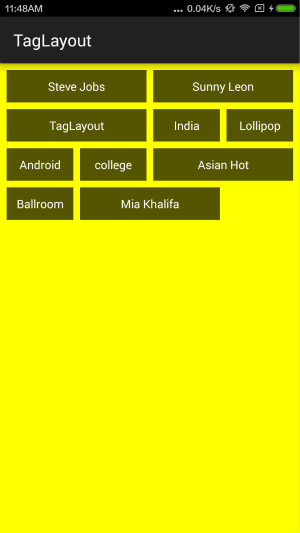 11:48AM ... 0.04K/s
TagLayout
Steve Jobs Sunny Leon
TagLayout India Lollipop
Android college Asian Hot
Ballroom Mia Khalifa